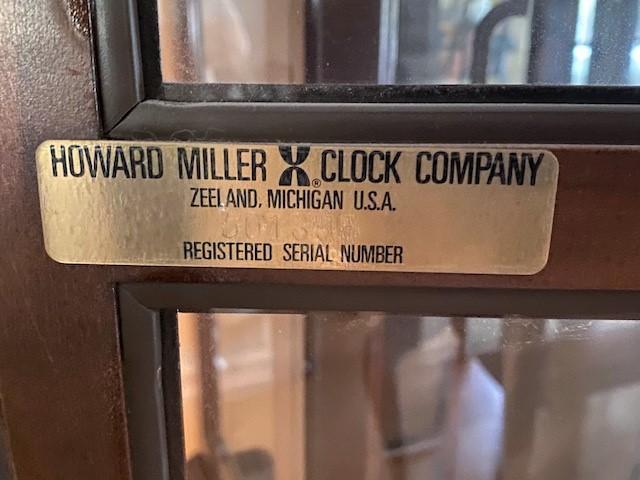 HOWARD MILLER ® CLOCK COMPANY
ZEELAND, MICHIGAN U.S.A.
REGISTERED SERIAL NUMBER